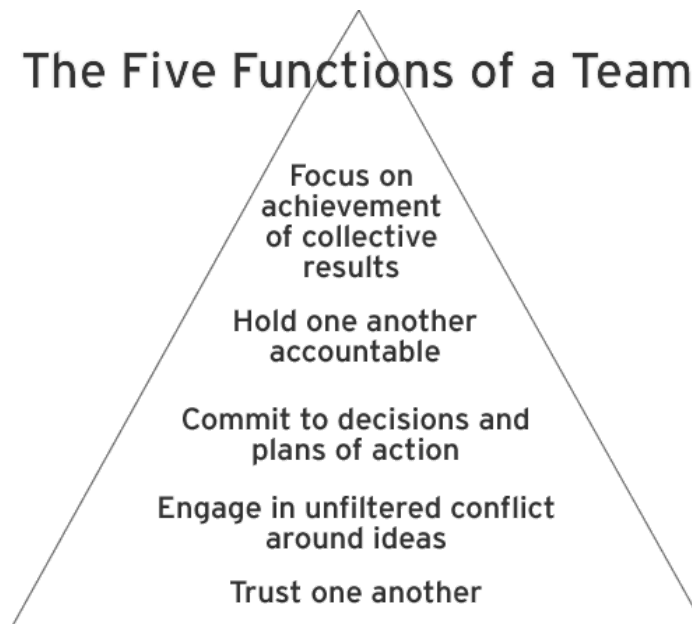 The Five Functions of a Team
Focus on
achievement
of collective
results
Hold one another
accountable
Commit to decisions and
plans of action
Engage in unfiltered conflict
around ideas
Trust one another